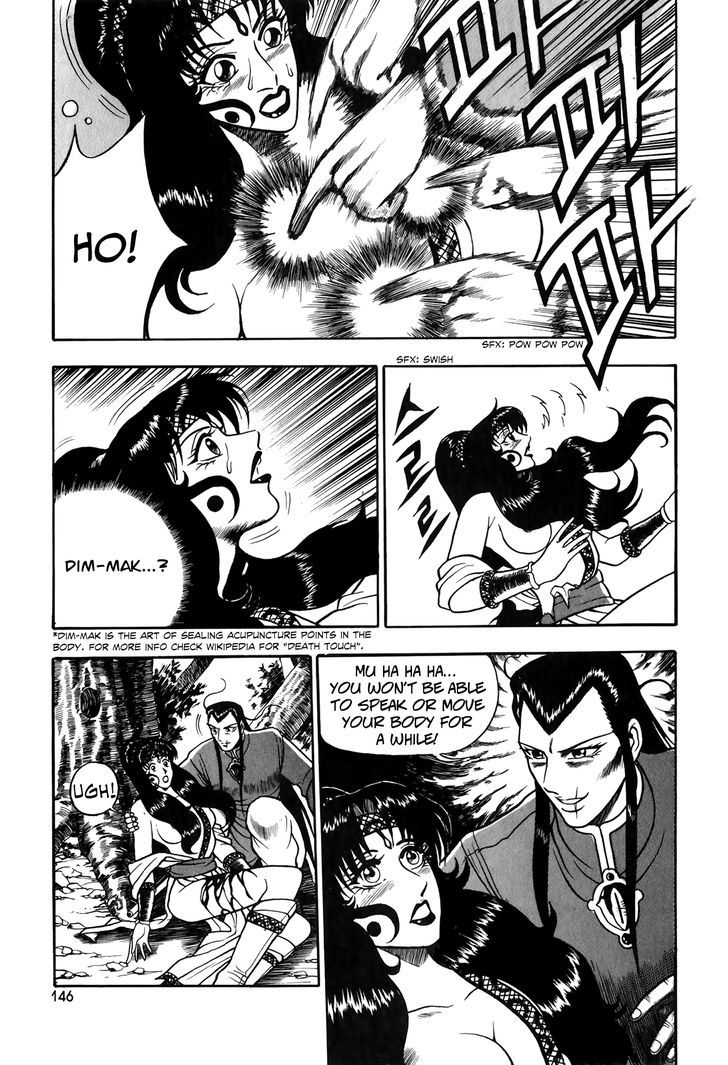 파
파
파
HO!
SFX: POW POW POW
SFX: SWISH
스
르
르
DIM-MAK...?
*DIM-MAK IS THE ART OF SEALING ACUPUNCTURE POINTS IN THE
BODY. FOR MORE INFO CHECK WIKIPEDIA FOR "DEATH TOUCH".
UGH!
MU HA HA HA...
YOU WON'T BE ABLE
TO SPEAK OR MOVE
YOUR BODY FOR
A WHILE!
146